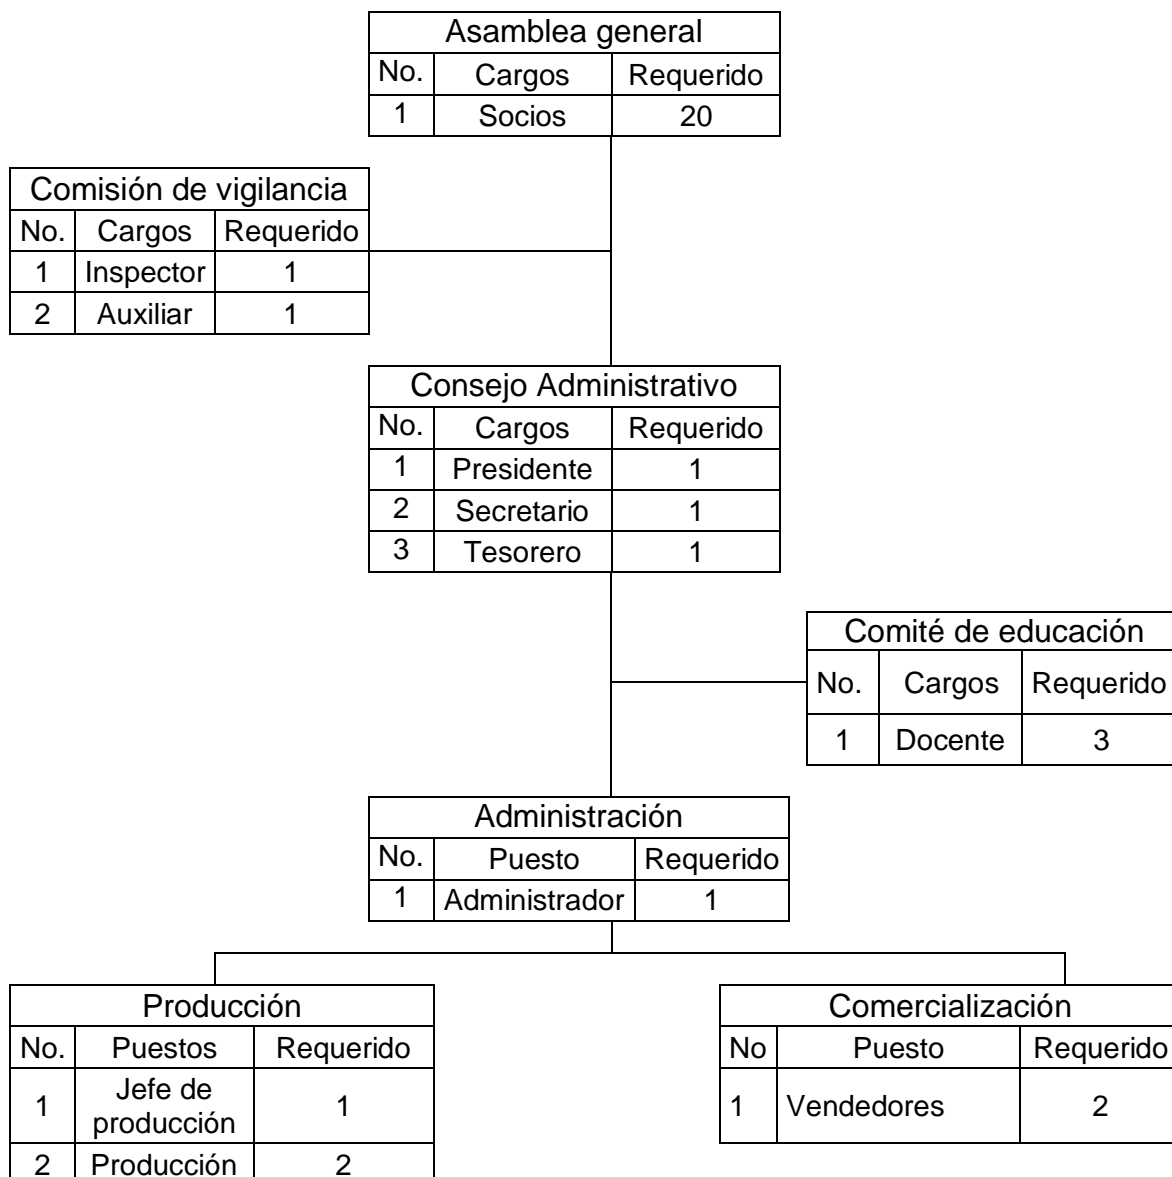 Asamblea general
No. Cargos Requerido
1 Socios 20
Comisión de vigilancia
No. Cargos Requerido
1 Inspector 1
2 Auxiliar 1
Consejo Administrativo
No. Cargos Requerido
1 Presidente 1
2 Secretario 1
3 Tesorero 1
Comité de educación
No. Cargos Requerido
1 Docente 3
Administración
No. Puesto Requerido
1 Administrador 1
Producción
No. Puestos Requerido
1 Jefe de
producción 1
2 Producción 2
Comercialización
No Puesto Requerido
1 Vendedores 2